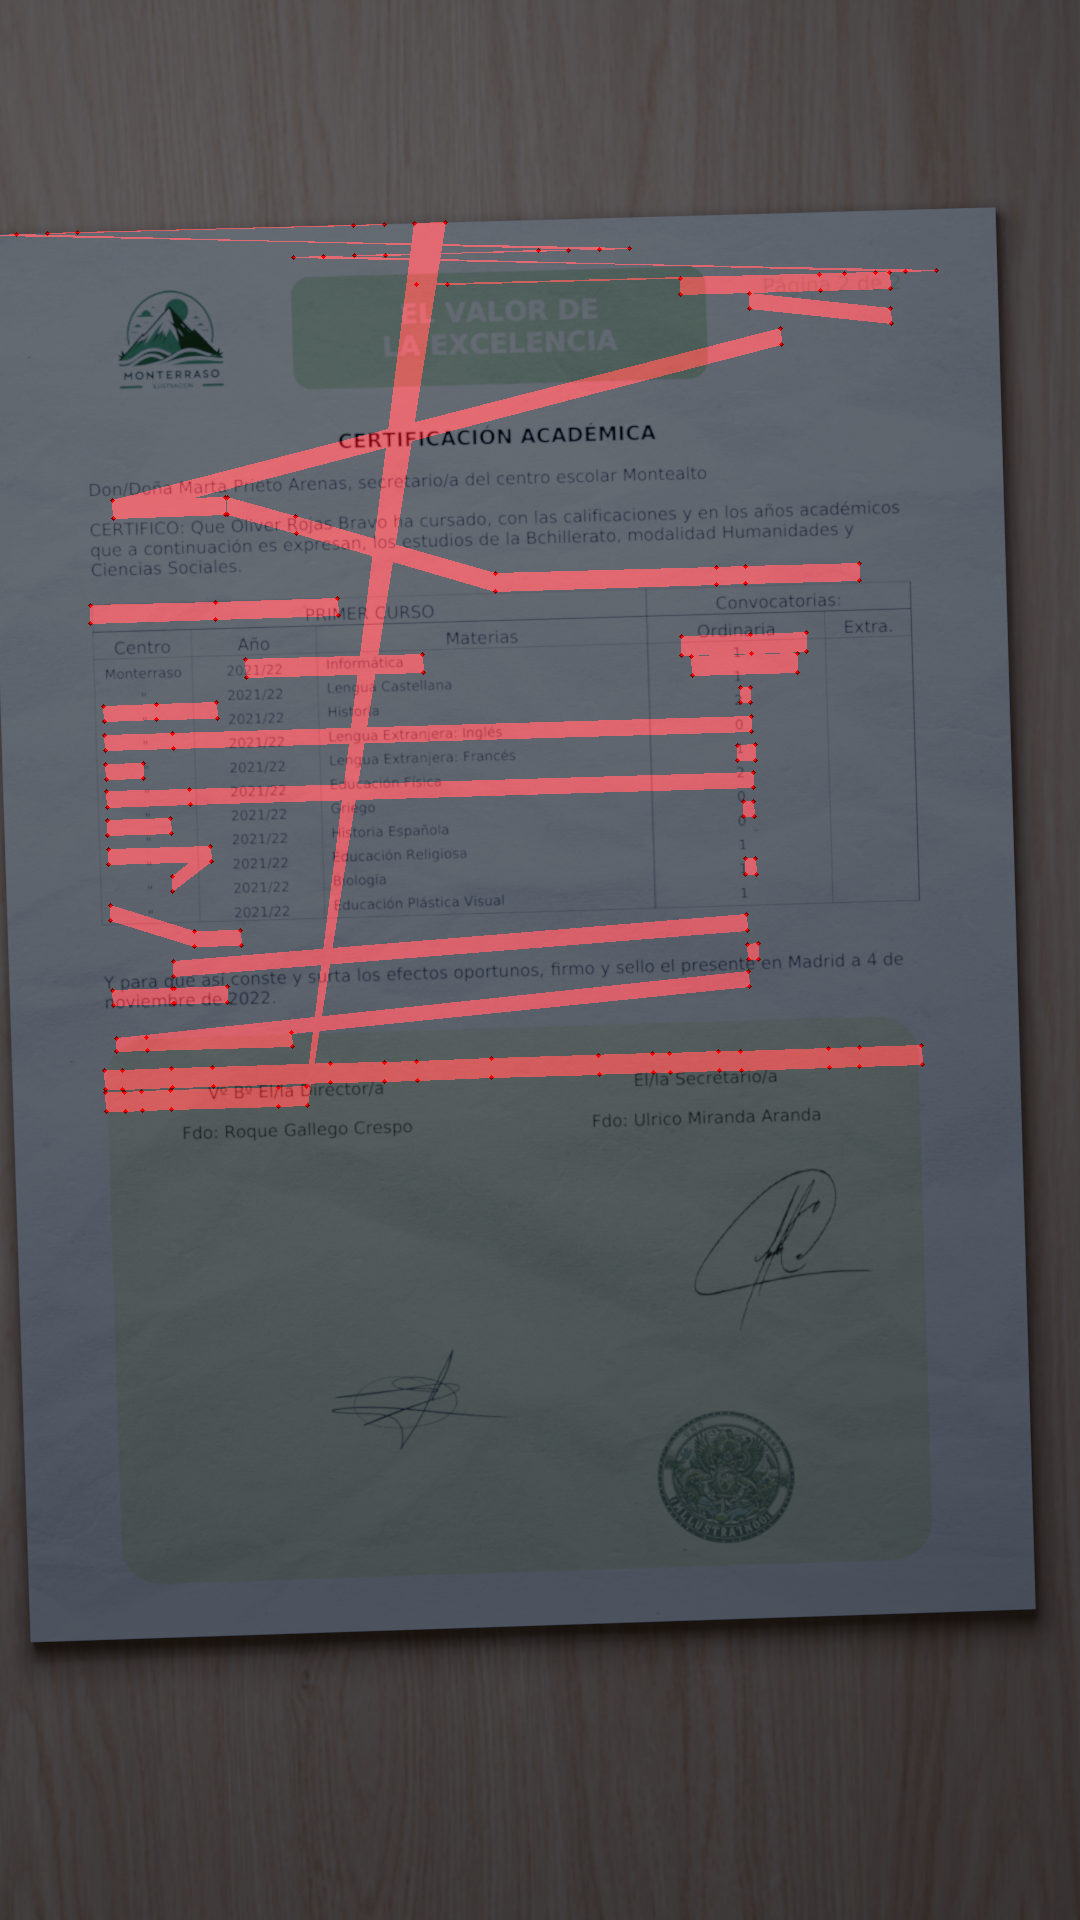 MONTERRASO
EL VALOR DE
LA EXCELENCIA
Página 2 de 2
CERTIFICACIÓN ACADÉMICA
Don/Doña Marta Prieto Arenas, secretario/a del centro escolar Montealto
CERTIFICO: Que Oliver Rojas Bravo ha cursado, con las calificaciones y en los años académicos
que a continuación es expresan, los estudios de la Bchillerato, modalidad Humanidades y
Ciencias Sociales.
PRIMER CURSO Convocatorias:
Centro Año Materias Ordinaria Extra.
Monterraso 2021/22 Informática 1
" 2021/22 Lengua Castellana 1
" 2021/22 Historia 2
" 2021/22 Lengua Extranjera: Inglés 0
" 2021/22 Lengua Extranjera: Francés 1
" 2021/22 Educación Física 2
" 2021/22 Griego 0
" 2021/22 Historia Española 0
" 2021/22 Educación Religiosa 1
" 2021/22 Biología 1
" 2021/22 Educación Plástica Visual 1
Y para que así conste y surta los efectos oportunos, firmo y sello el presente en Madrid a 4 de
noviembre de 2022.
Vº Bº El/la Director/a El/la Secretario/a
Fdo: Roque Gallego Crespo Fdo: Ulrico Miranda Aranda